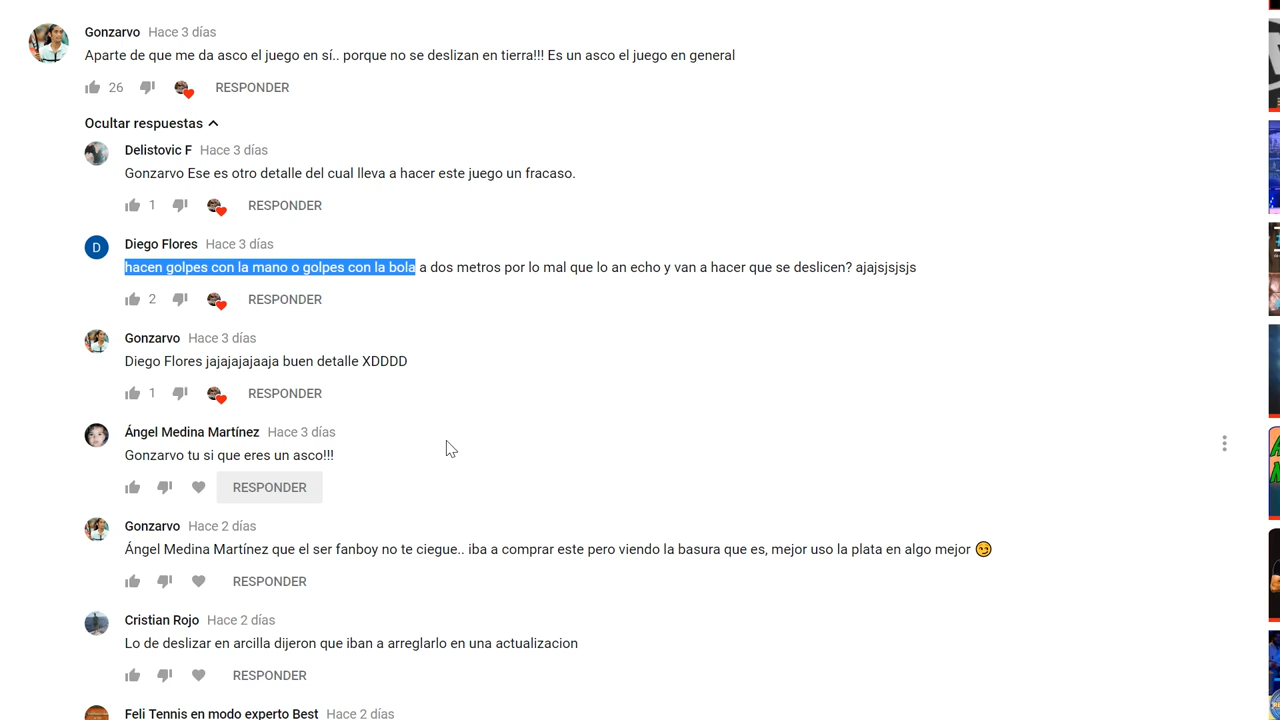 Gonzarvo Hace 3 días
Aparte de que me da asco el juego en sí.. porque no se deslizan en tierra!!! Es un asco el juego en general
26 RESPONDER
Ocultar respuestas
Delistovic F Hace 3 días
Gonzarvo Ese es otro detalle del cual lleva a hacer este juego un fracaso.
1 RESPONDER
D
Diego Flores Hace 3 días
hacen golpes con la mano o golpes con la bola a dos metros por lo mal que lo an echo y van a hacer que se deslicen? ajajsjsjsjs
2 RESPONDER
Gonzarvo Hace 3 días
Diego Flores jajajajajaaja buen detalle XDDDD
1 RESPONDER
Ángel Medina Martínez Hace 3 días
Gonzarvo tu si que eres un asco!!!
RESPONDER
Gonzarvo Hace 2 días
Ángel Medina Martínez que el ser fanboy no te ciegue.. iba a comprar este pero viendo la basura que es, mejor uso la plata en algo mejor 😏
RESPONDER
Cristian Rojo Hace 2 días
Lo de deslizar en arcilla dijeron que iban a arreglarlo en una actualizacion
RESPONDER
Feli Tennis en modo experto Best Hace 2 días